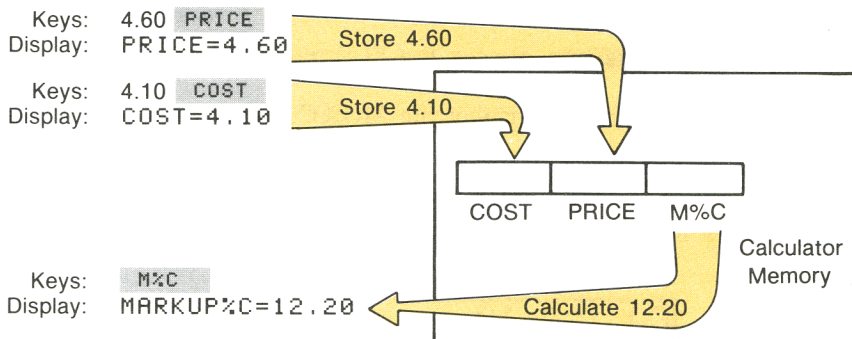 Keys: 4.60 PRICE
Display: PRICE=4.60
Store 4.60
Keys: 4.10 COST
Display: COST=4.10
Store 4.10
COST PRICE M%C
Calculator
Memory
Keys: M%C
Display: MARKUP%C=12.20
Calculate 12.20